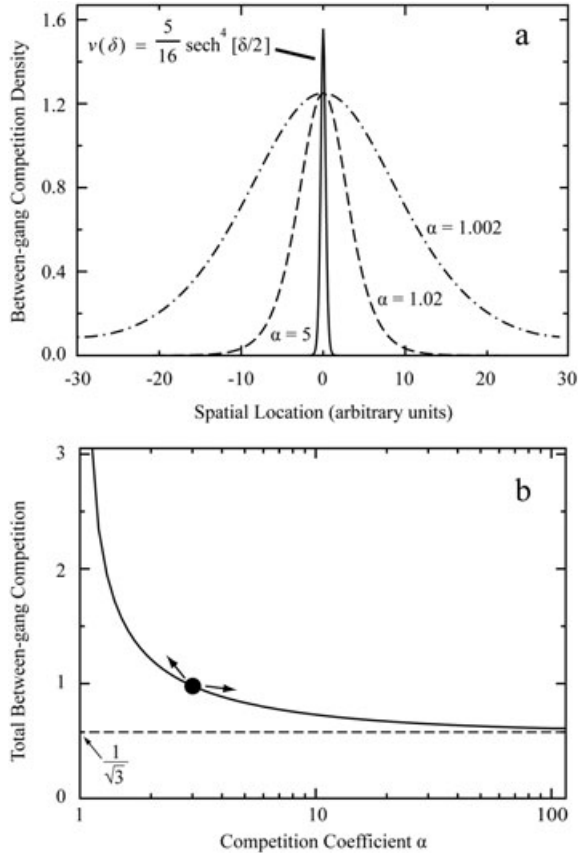 a
v(δ) = 5/16 sech⁴ [δ/2]
1.6
1.2
0.8
0.4
0.0
Between-gang Competition Density
α = 1.002
α = 1.02
α = 5
-30 -20 -10 0 10 20 30
Spatial Location (arbitrary units)
b
3
2
1
0
Total Between-gang Competition
1/√3
1 10 100
Competition Coefficient α